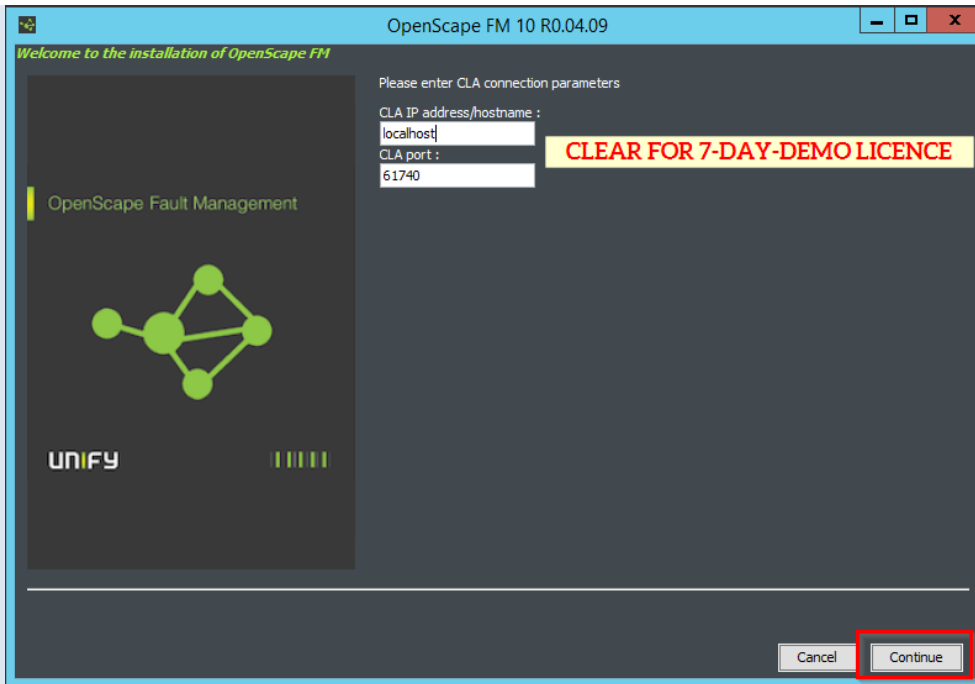 OpenScape FM 10 R0.04.09
Welcome to the installation of OpenScape FM
Please enter CLA connection parameters
CLA IP address/hostname :
localhost
CLA port :
61740
CLEAR FOR 7-DAY-DEMO LICENCE
OpenScape Fault Management
UNIFY
Cancel
Continue